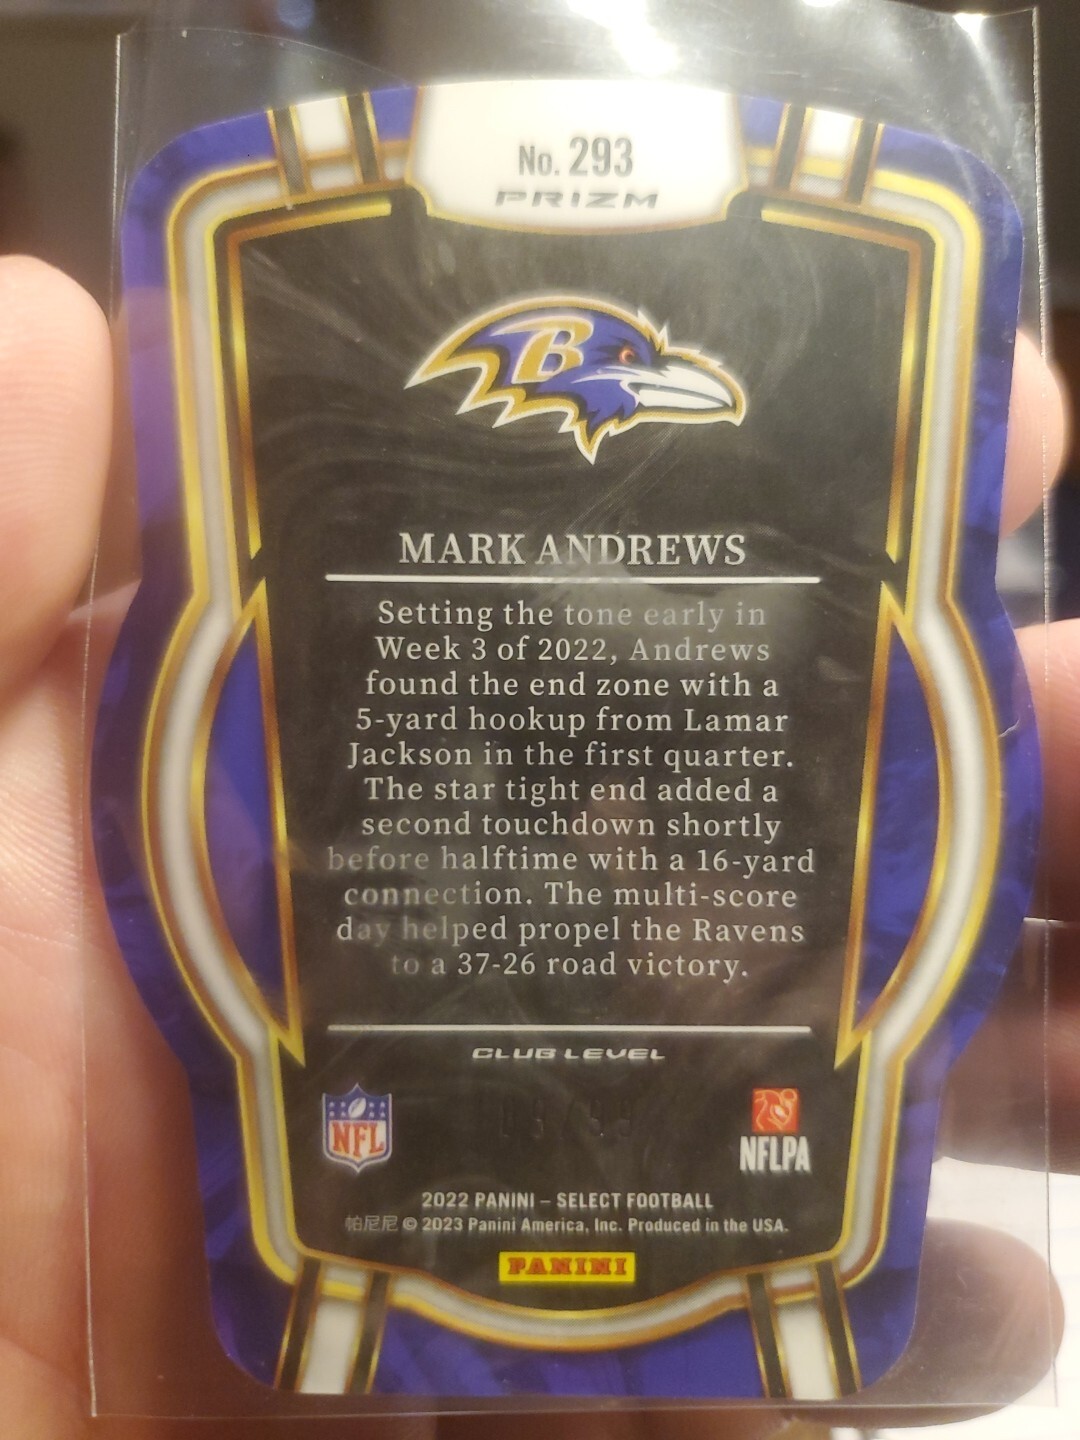 No. 293
PRIZM
B
MARK ANDREWS
Setting the tone early in
Week 3 of 2022, Andrews
found the end zone with a
5-yard hookup from Lamar
Jackson in the first quarter.
The star tight end added a
second touchdown shortly
before halftime with a 16-yard
connection. The multi-score
day helped propel the Ravens
to a 37-26 road victory.
CLUB LEVEL
NFL
NFLPA
2022 PANINI – SELECT FOOTBALL
帕尼尼 © 2023 Panini America, Inc. Produced in the USA.
PANINI